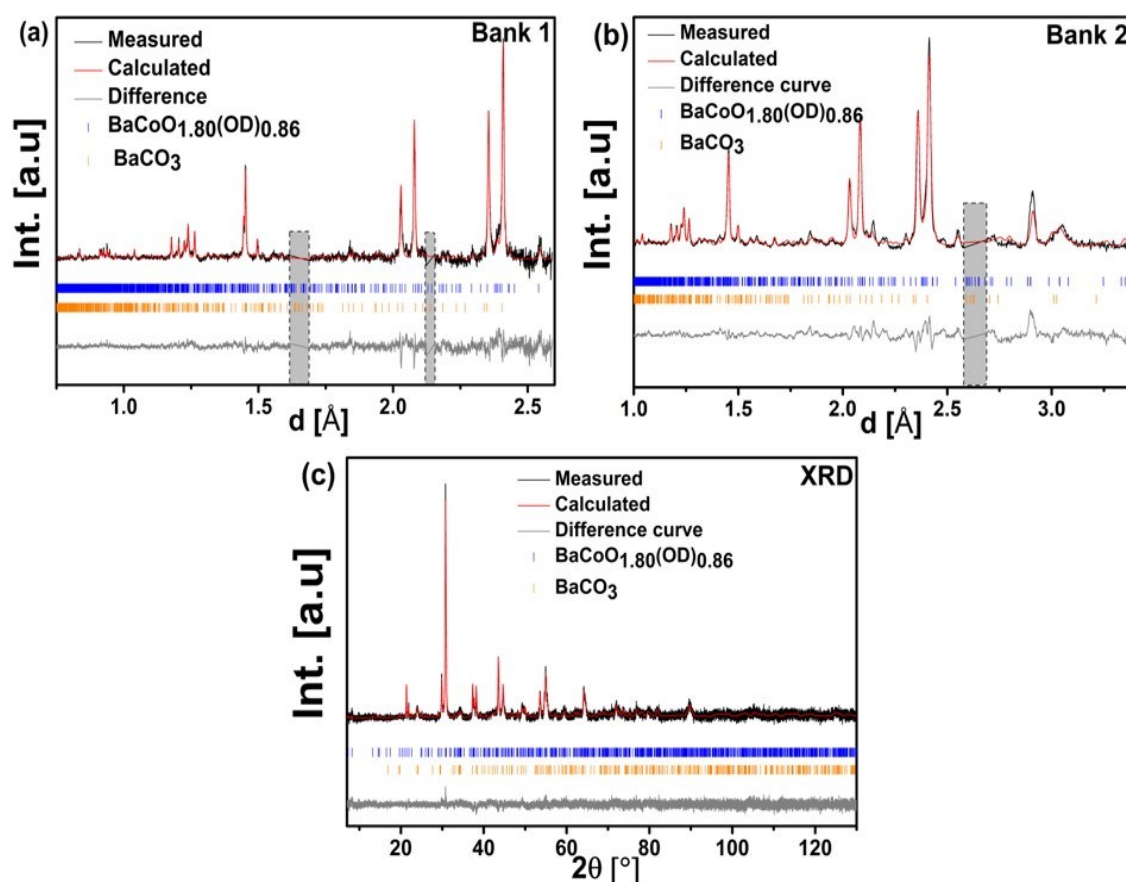 (a)
Bank 1
Measured
Calculated
Difference
BaCoO1.80(OD)0.86
BaCO3
Int. [a.u]
1.0 1.5 2.0 2.5
d [Å]
(b)
Bank 2
Measured
Calculated
Difference curve
BaCoO1.80(OD)0.86
BaCO3
Int. [a.u]
1.0 1.5 2.0 2.5 3.0
d [Å]
(c)
XRD
Measured
Calculated
Difference curve
BaCoO1.80(OD)0.86
BaCO3
Int. [a.u]
20 40 60 80 100 120
2θ [°]